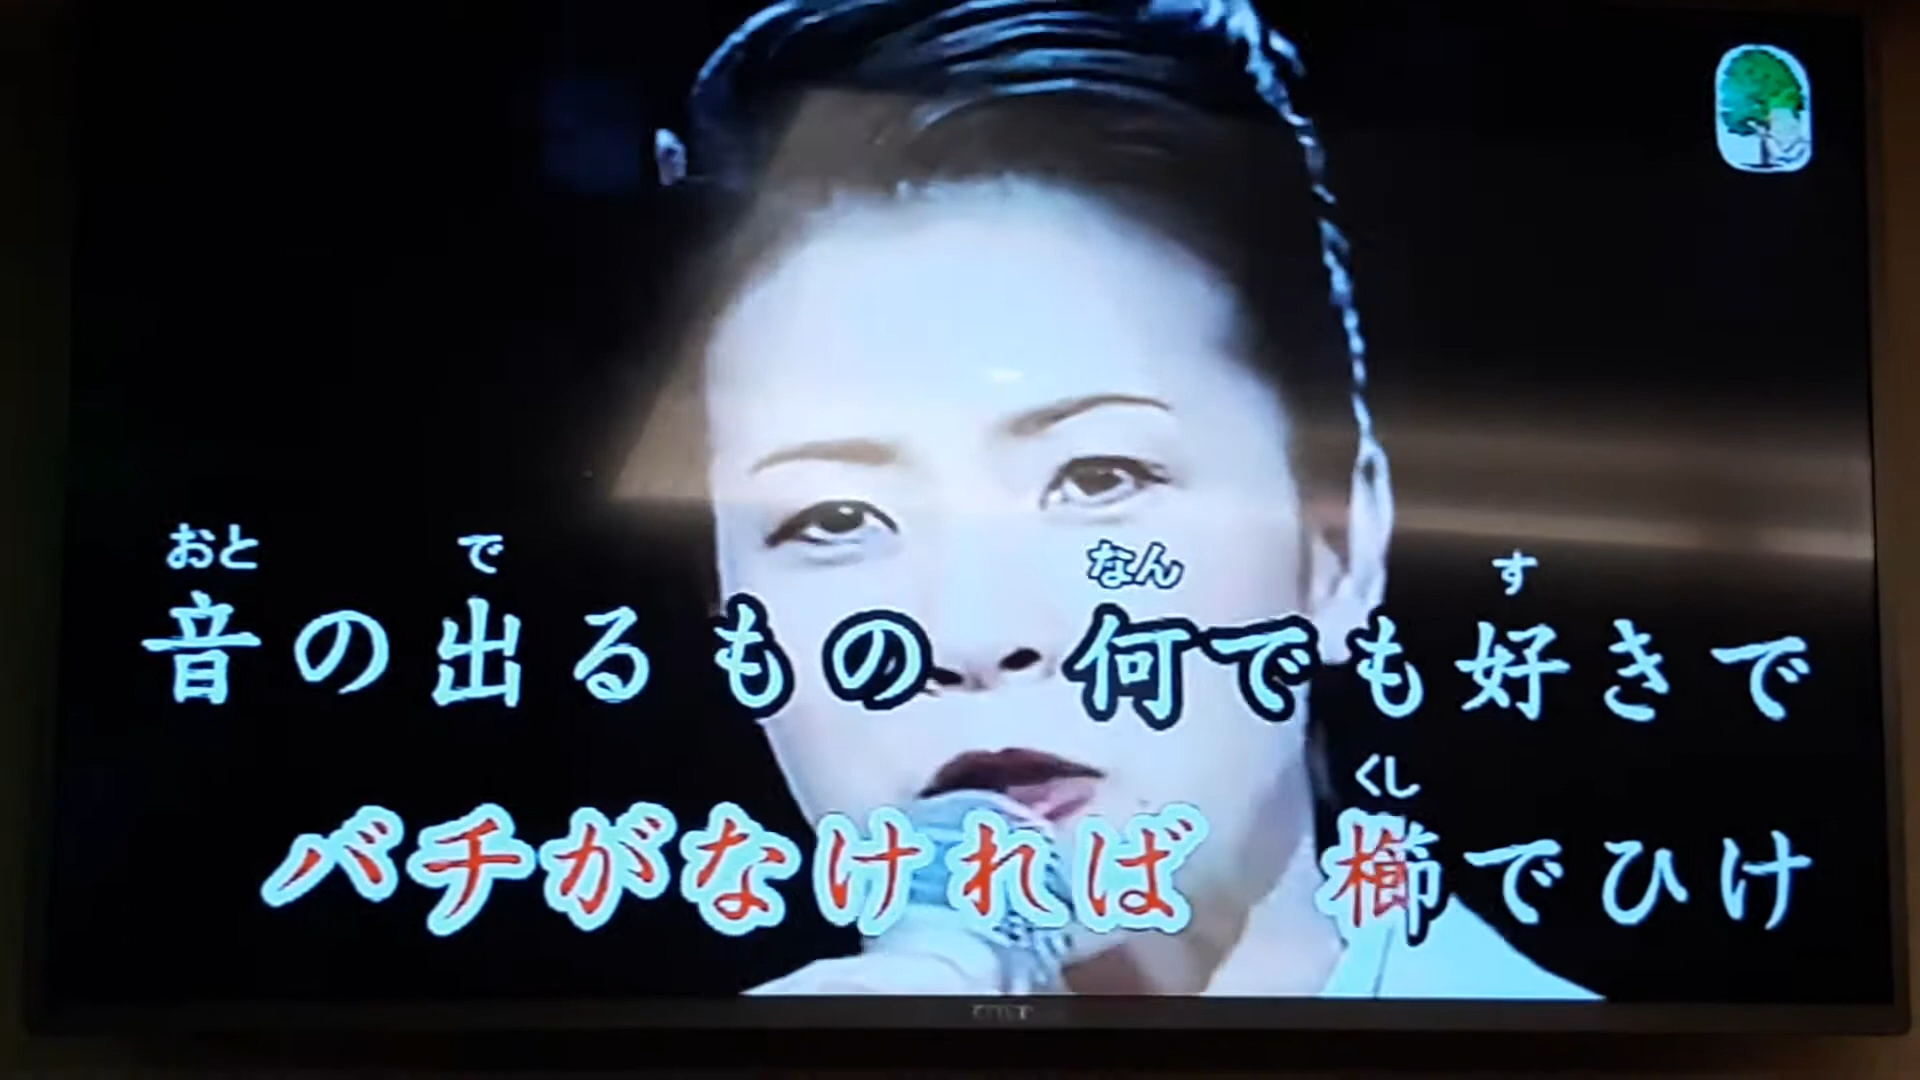 おと で なん す
音の出るもの 何でも好きで
くし
バチがなければ 櫛でひけ